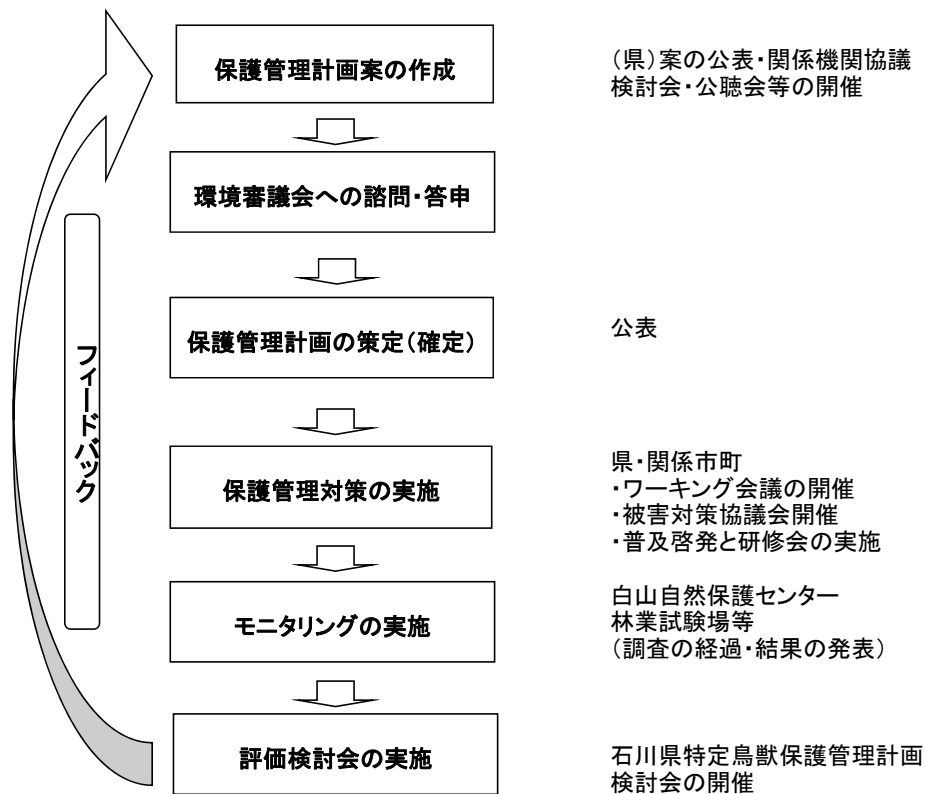 保護管理計画案の作成
（県）案の公表・関係機関協議
検討会・公聴会等の開催
環境審議会への諮問・答申
保護管理計画の策定（確定）
公表
フィードバック
保護管理対策の実施
県・関係市町
・ワーキング会議の開催
・被害対策協議会開催
・普及啓発と研修会の実施
モニタリングの実施
白山自然保護センター
林業試験場等
（調査の経過・結果の発表）
評価検討会の実施
石川県特定鳥獣保護管理計画
検討会の開催